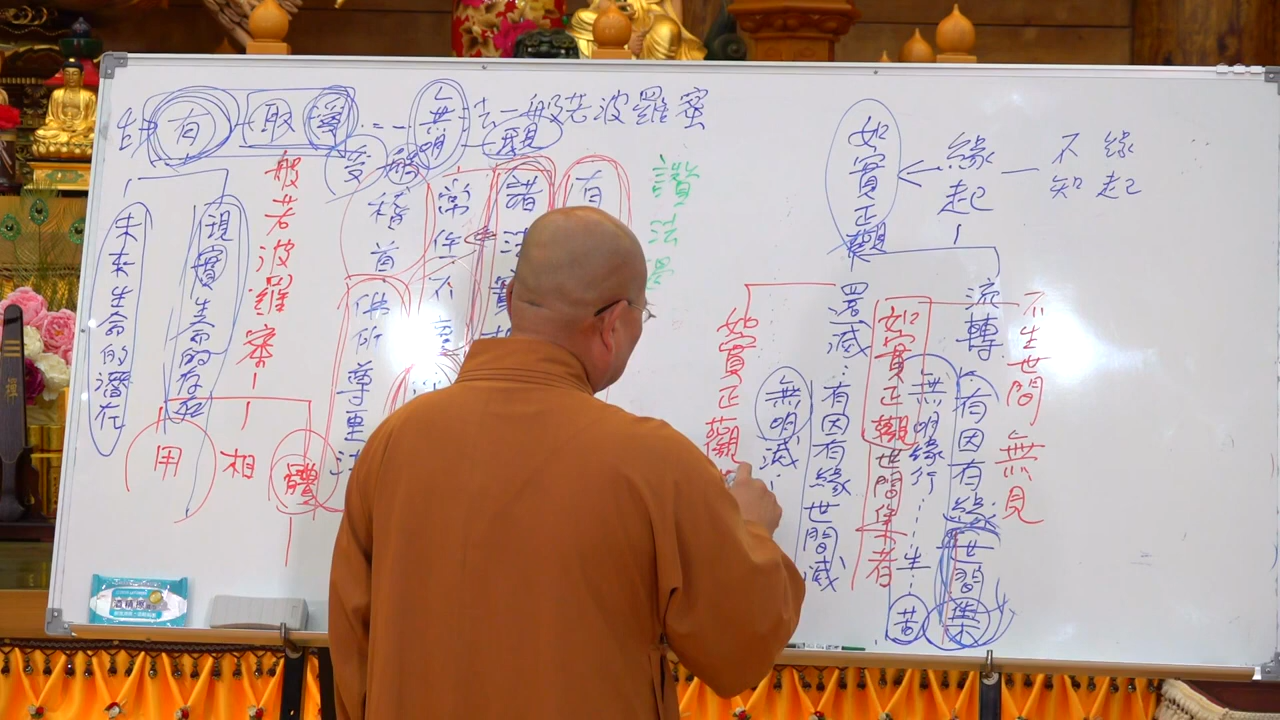 有 取 愛 無明
法 般若波羅蜜
受
般
稽首
佛所尊重法
常住不
諸法實相
有
讚
般若波羅蜜
用 相 體
現實生命的存在
未來生命的潛在
如實正觀
緣起
不知
緣起
流轉
有因有緣世間集
無明緣行……生……苦
如實正觀世間集者
不生世間無見
還滅
有因有緣世間滅
無明滅
如實正觀